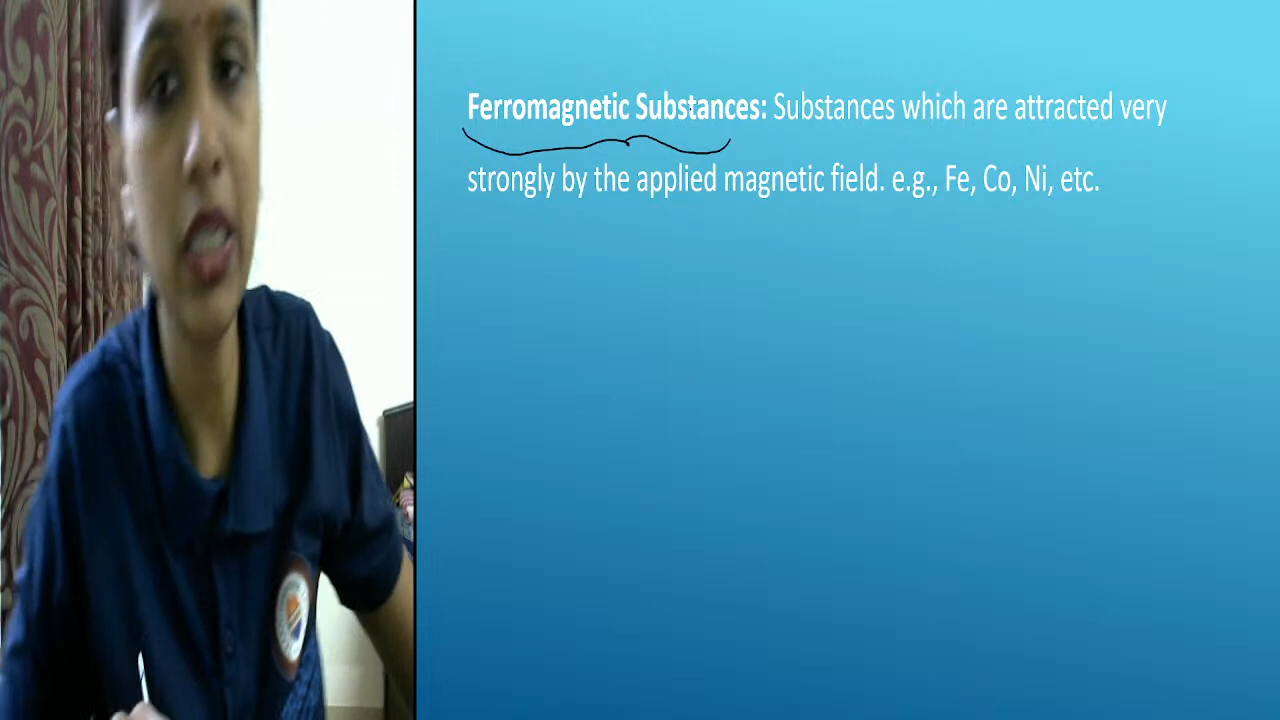 Ferromagnetic Substances: Substances which are attracted very
strongly by the applied magnetic field. e.g., Fe, Co, Ni, etc.